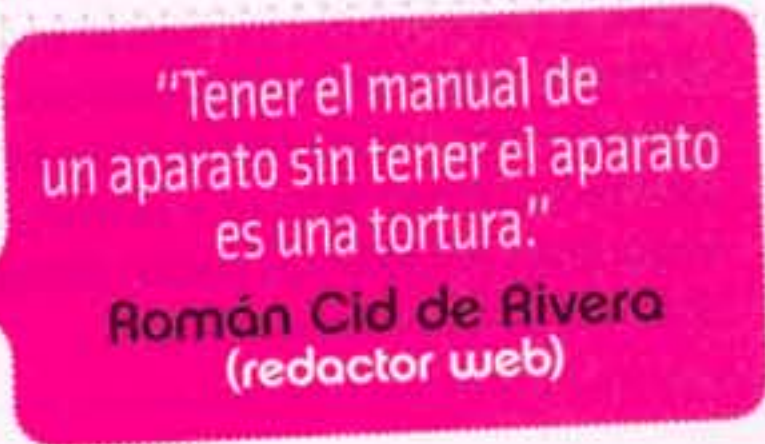 "Tener el manual de
un aparato sin tener el aparato
es una tortura."
Román Cid de Rivera
(redactor web)